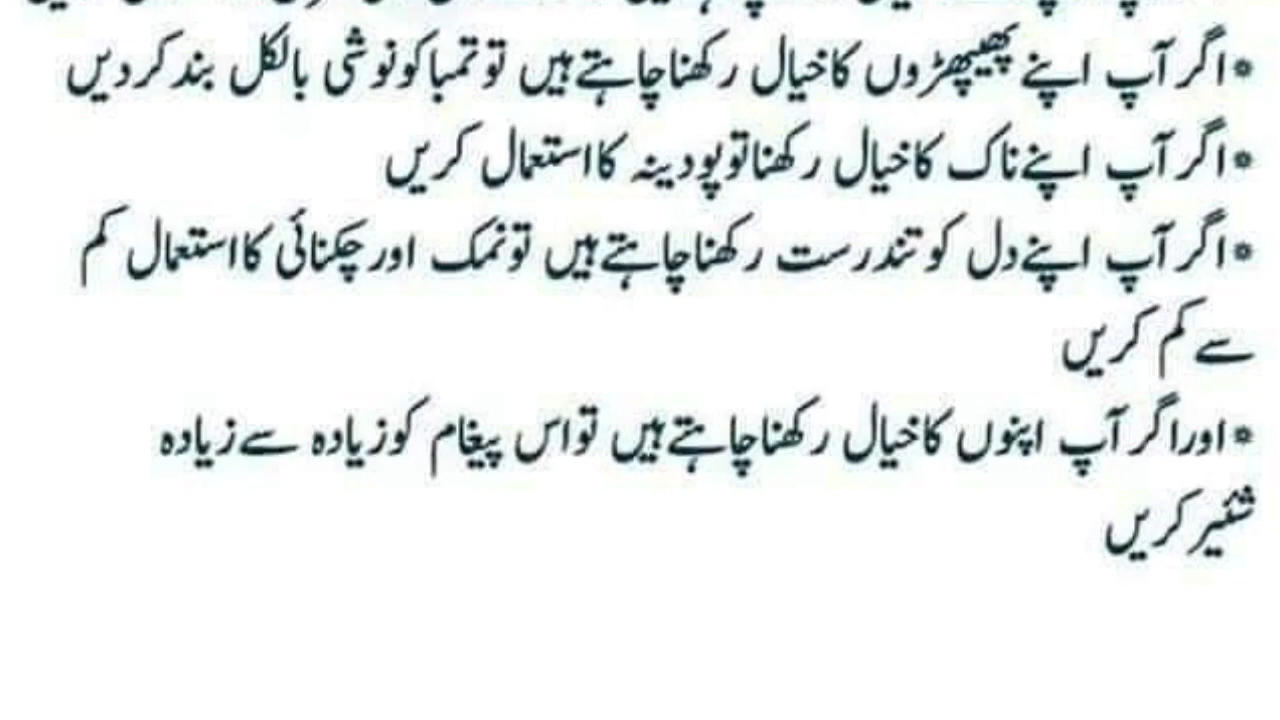 *اگر آپ اپنے پھیپھڑوں کا خیال رکھنا چاہتے ہیں تو تمباکو نوشی بالکل بند کر دیں
*اگر آپ اپنے ناک کا خیال رکھنا تو پودینہ کا استعمال کریں
*اگر آپ اپنے دل کو تندرست رکھنا چاہتے ہیں تو نمک اور چکنائی کا استعمال کم
سے کم کریں
*اور اگر آپ اپنوں کا خیال رکھنا چاہتے ہیں تو اس پیغام کو زیادہ سے زیادہ
شئیر کریں